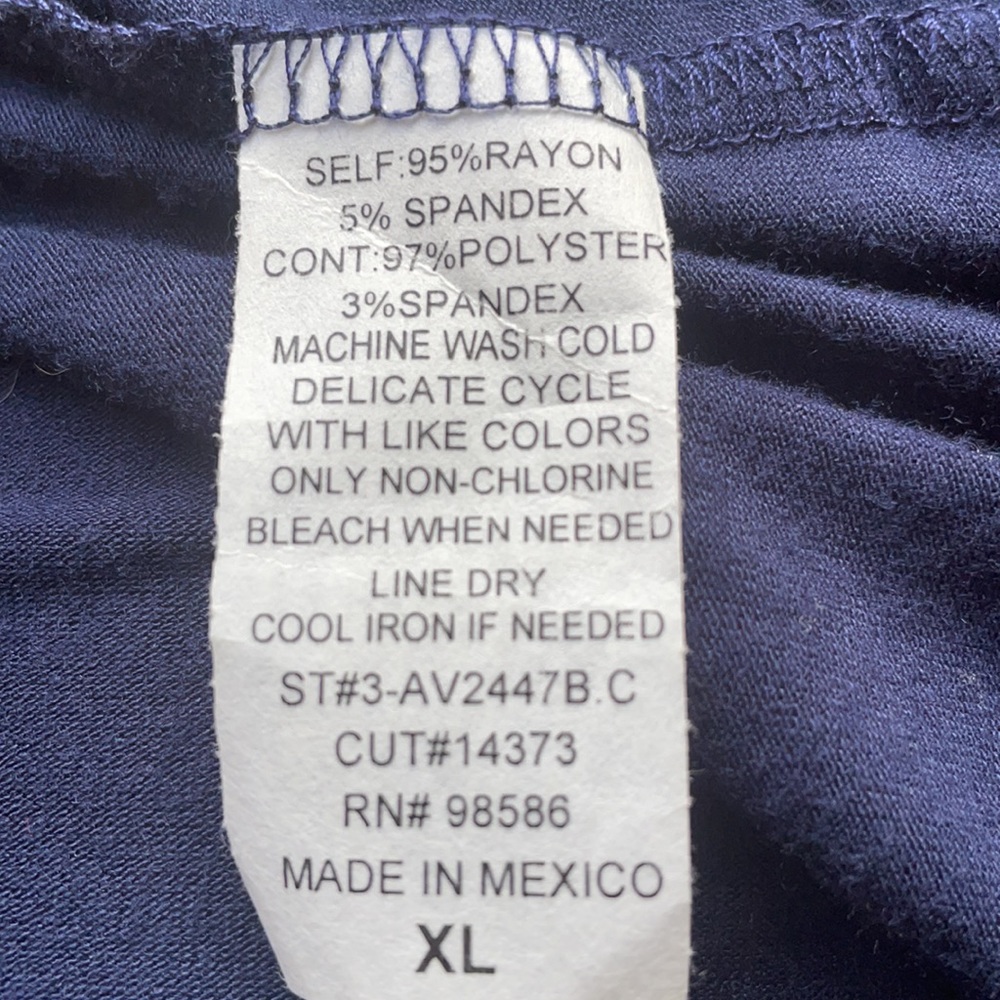 SELF:95%RAYON
5% SPANDEX
CONT:97%POLYSTER
3%SPANDEX
MACHINE WASH COLD
DELICATE CYCLE
WITH LIKE COLORS
ONLY NON-CHLORINE
BLEACH WHEN NEEDED
LINE DRY
COOL IRON IF NEEDED
ST#3-AV2447B.C
CUT#14373
RN# 98586
MADE IN MEXICO
XL